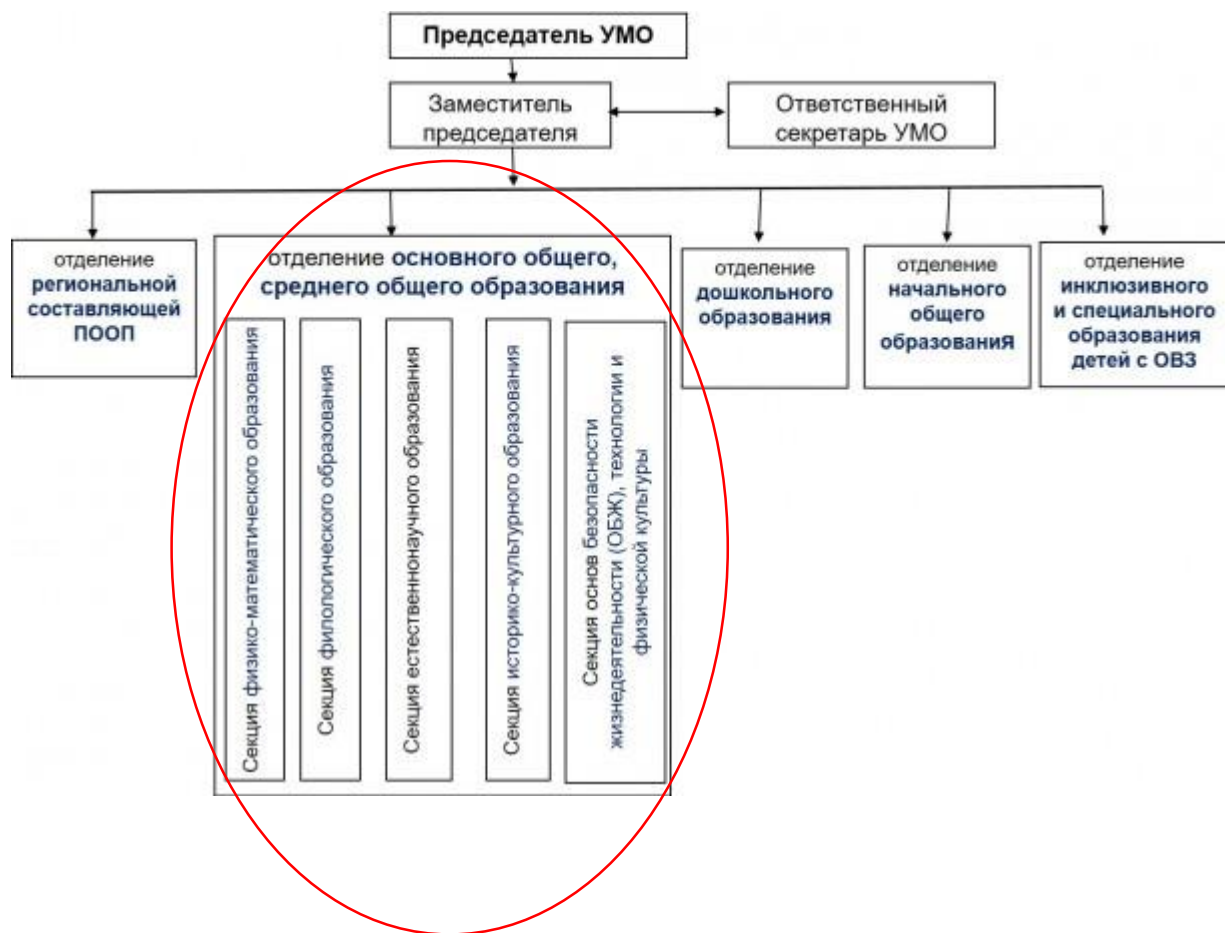 Председатель УМО
Заместитель
председателя
Ответственный
секретарь УМО
отделение
региональной
составляющей
ПООП
отделение основного общего,
среднего общего образования
Секция физико-математического образования
Секция филологического образования
Секция естественнонаучного образования
Секция историко-культурного образования
Секция основ безопасности
жизнедеятельности (ОБЖ), технологии и
физической культуры
отделение
дошкольного
образования
отделение
начального
общего
образования
отделение
инклюзивного
и специального
образования
детей с ОВЗ